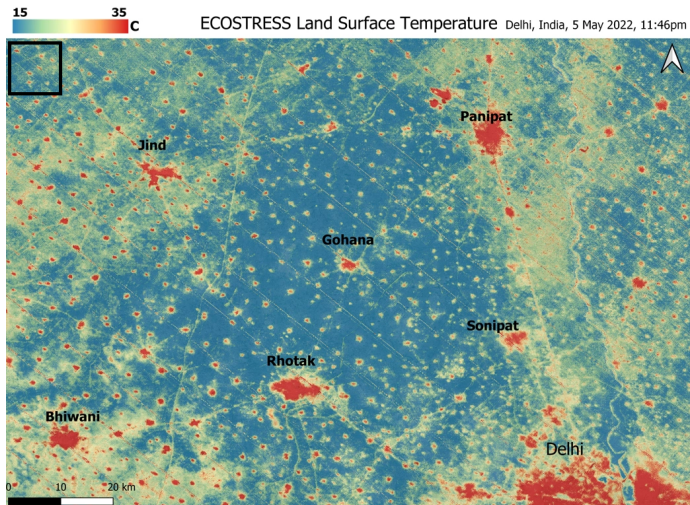 15 35 C
ECOSTRESS Land Surface Temperature Delhi, India, 5 May 2022, 11:46pm
Panipat
Jind
Gohana
Sonipat
Rhotak
Bhiwani
Delhi
0 10 20 km